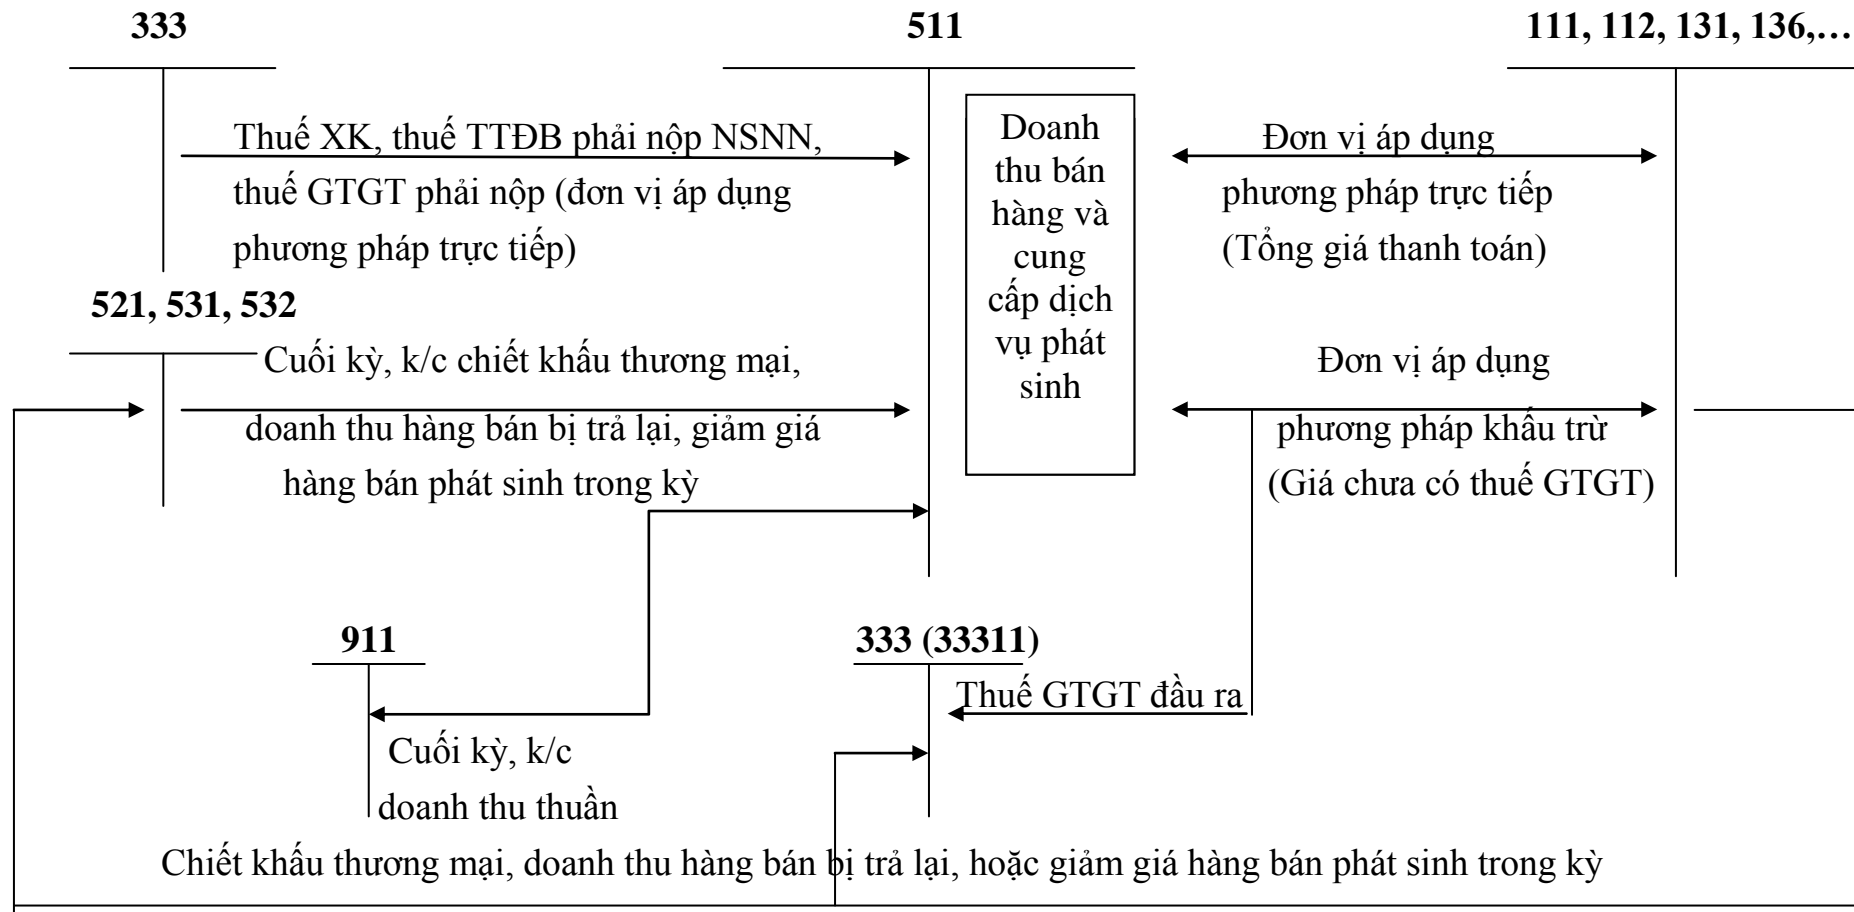 333
511
111, 112, 131, 136,…
Thuế XK, thuế TTĐB phải nộp NSNN,
thuế GTGT phải nộp (đơn vị áp dụng
phương pháp trực tiếp)
Doanh
thu bán
hàng và
cung
cấp dịch
vụ phát
sinh
Đơn vị áp dụng
phương pháp trực tiếp
(Tổng giá thanh toán)
521, 531, 532
Cuối kỳ, k/c chiết khấu thương mại,
doanh thu hàng bán bị trả lại, giảm giá
hàng bán phát sinh trong kỳ
Đơn vị áp dụng
phương pháp khấu trừ
(Giá chưa có thuế GTGT)
911
333 (33311)
Thuế GTGT đầu ra
Cuối kỳ, k/c
doanh thu thuần
Chiết khấu thương mại, doanh thu hàng bán bị trả lại, hoặc giảm giá hàng bán phát sinh trong kỳ